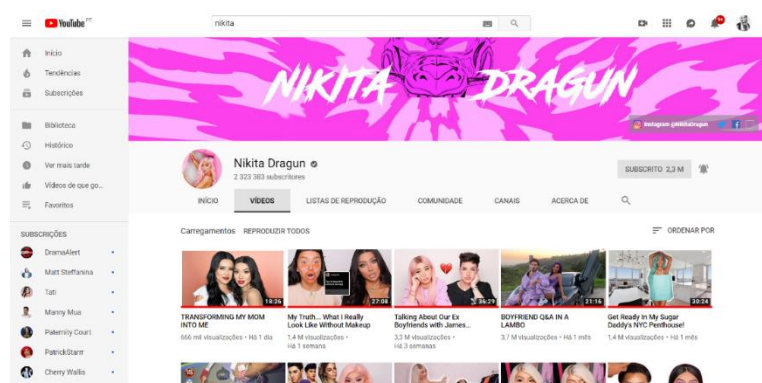 YouTube PT
nikita
Início
Tendências
Subscrições
Biblioteca
Histórico
Ver mais tarde
Vídeos de que go...
Favoritos
SUBSCRIÇÕES
DramaAlert
Matt Steffanina
Tati
Manny Mua
Paternity Court
PatrickStarrr
Cherry Wallis
NIKITA DRAGUN
Instagram @NikitaDragun
Nikita Dragun
2 323 383 subscritores
SUBSCRITO 2,3 M
INÍCIO VÍDEOS LISTAS DE REPRODUÇÃO COMUNIDADE CANAIS ACERCA DE
Carregamentos REPRODUZIR TODOS ORDENAR POR
18:26
TRANSFORMING MY MOM
INTO ME
666 mil visualizações • Há 1 dia
27:08
My Truth... What I Really
Look Like Without Makeup
1,4 M visualizações •
Há 1 semana
36:29
Talking About Our Ex
Boyfriends with James...
3,3 M visualizações •
Há 3 semanas
21:16
BOYFRIEND Q&A IN A
LAMBO
3,7 M visualizações • Há 1 mês
30:24
Get Ready In My Sugar
Daddy's NYC Penthouse!
1,4 M visualizações • Há 1 mês